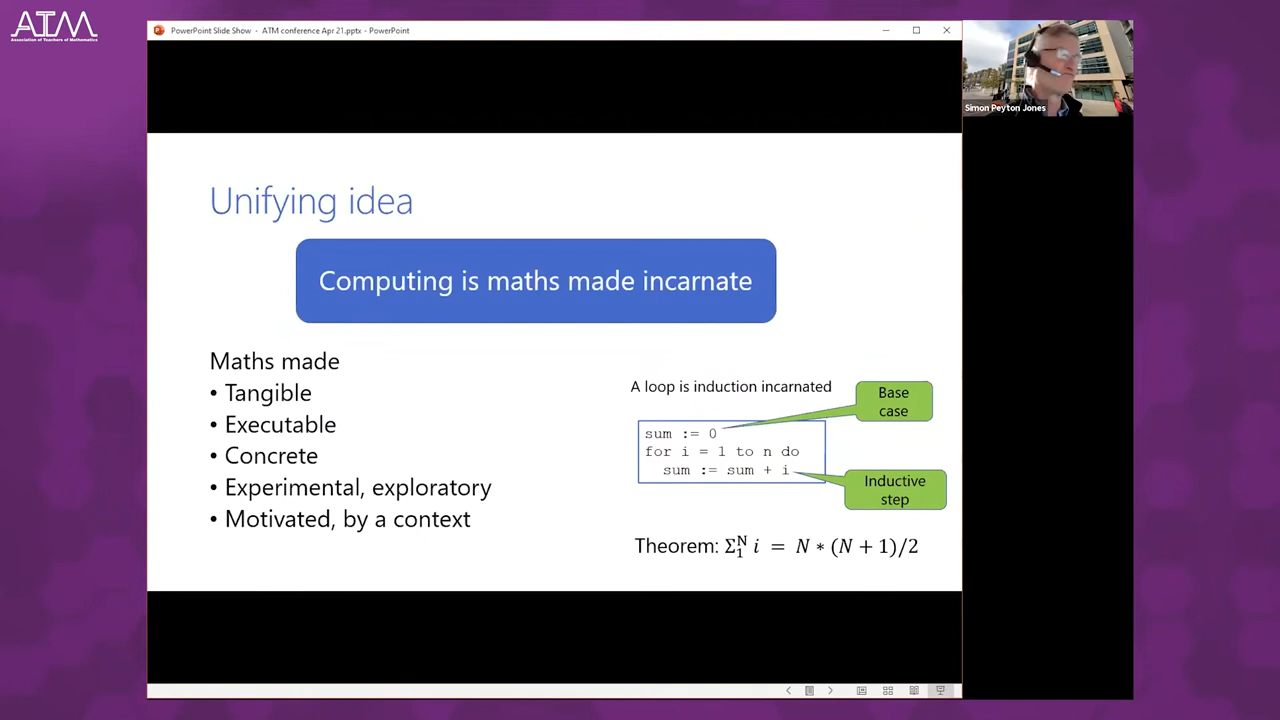 ATM
Association of Teachers of Mathematics
PowerPoint Slide Show - ATM conference Apr 21.pptx - PowerPoint
Simon Peyton Jones
Unifying idea
Computing is maths made incarnate
Maths made
• Tangible
• Executable
• Concrete
• Experimental, exploratory
• Motivated, by a context
A loop is induction incarnated
Base
case
sum := 0
for i = 1 to n do
sum := sum + i
Inductive
step
Theorem: Σ₁ᴺ i = N ∗ (N + 1)/2